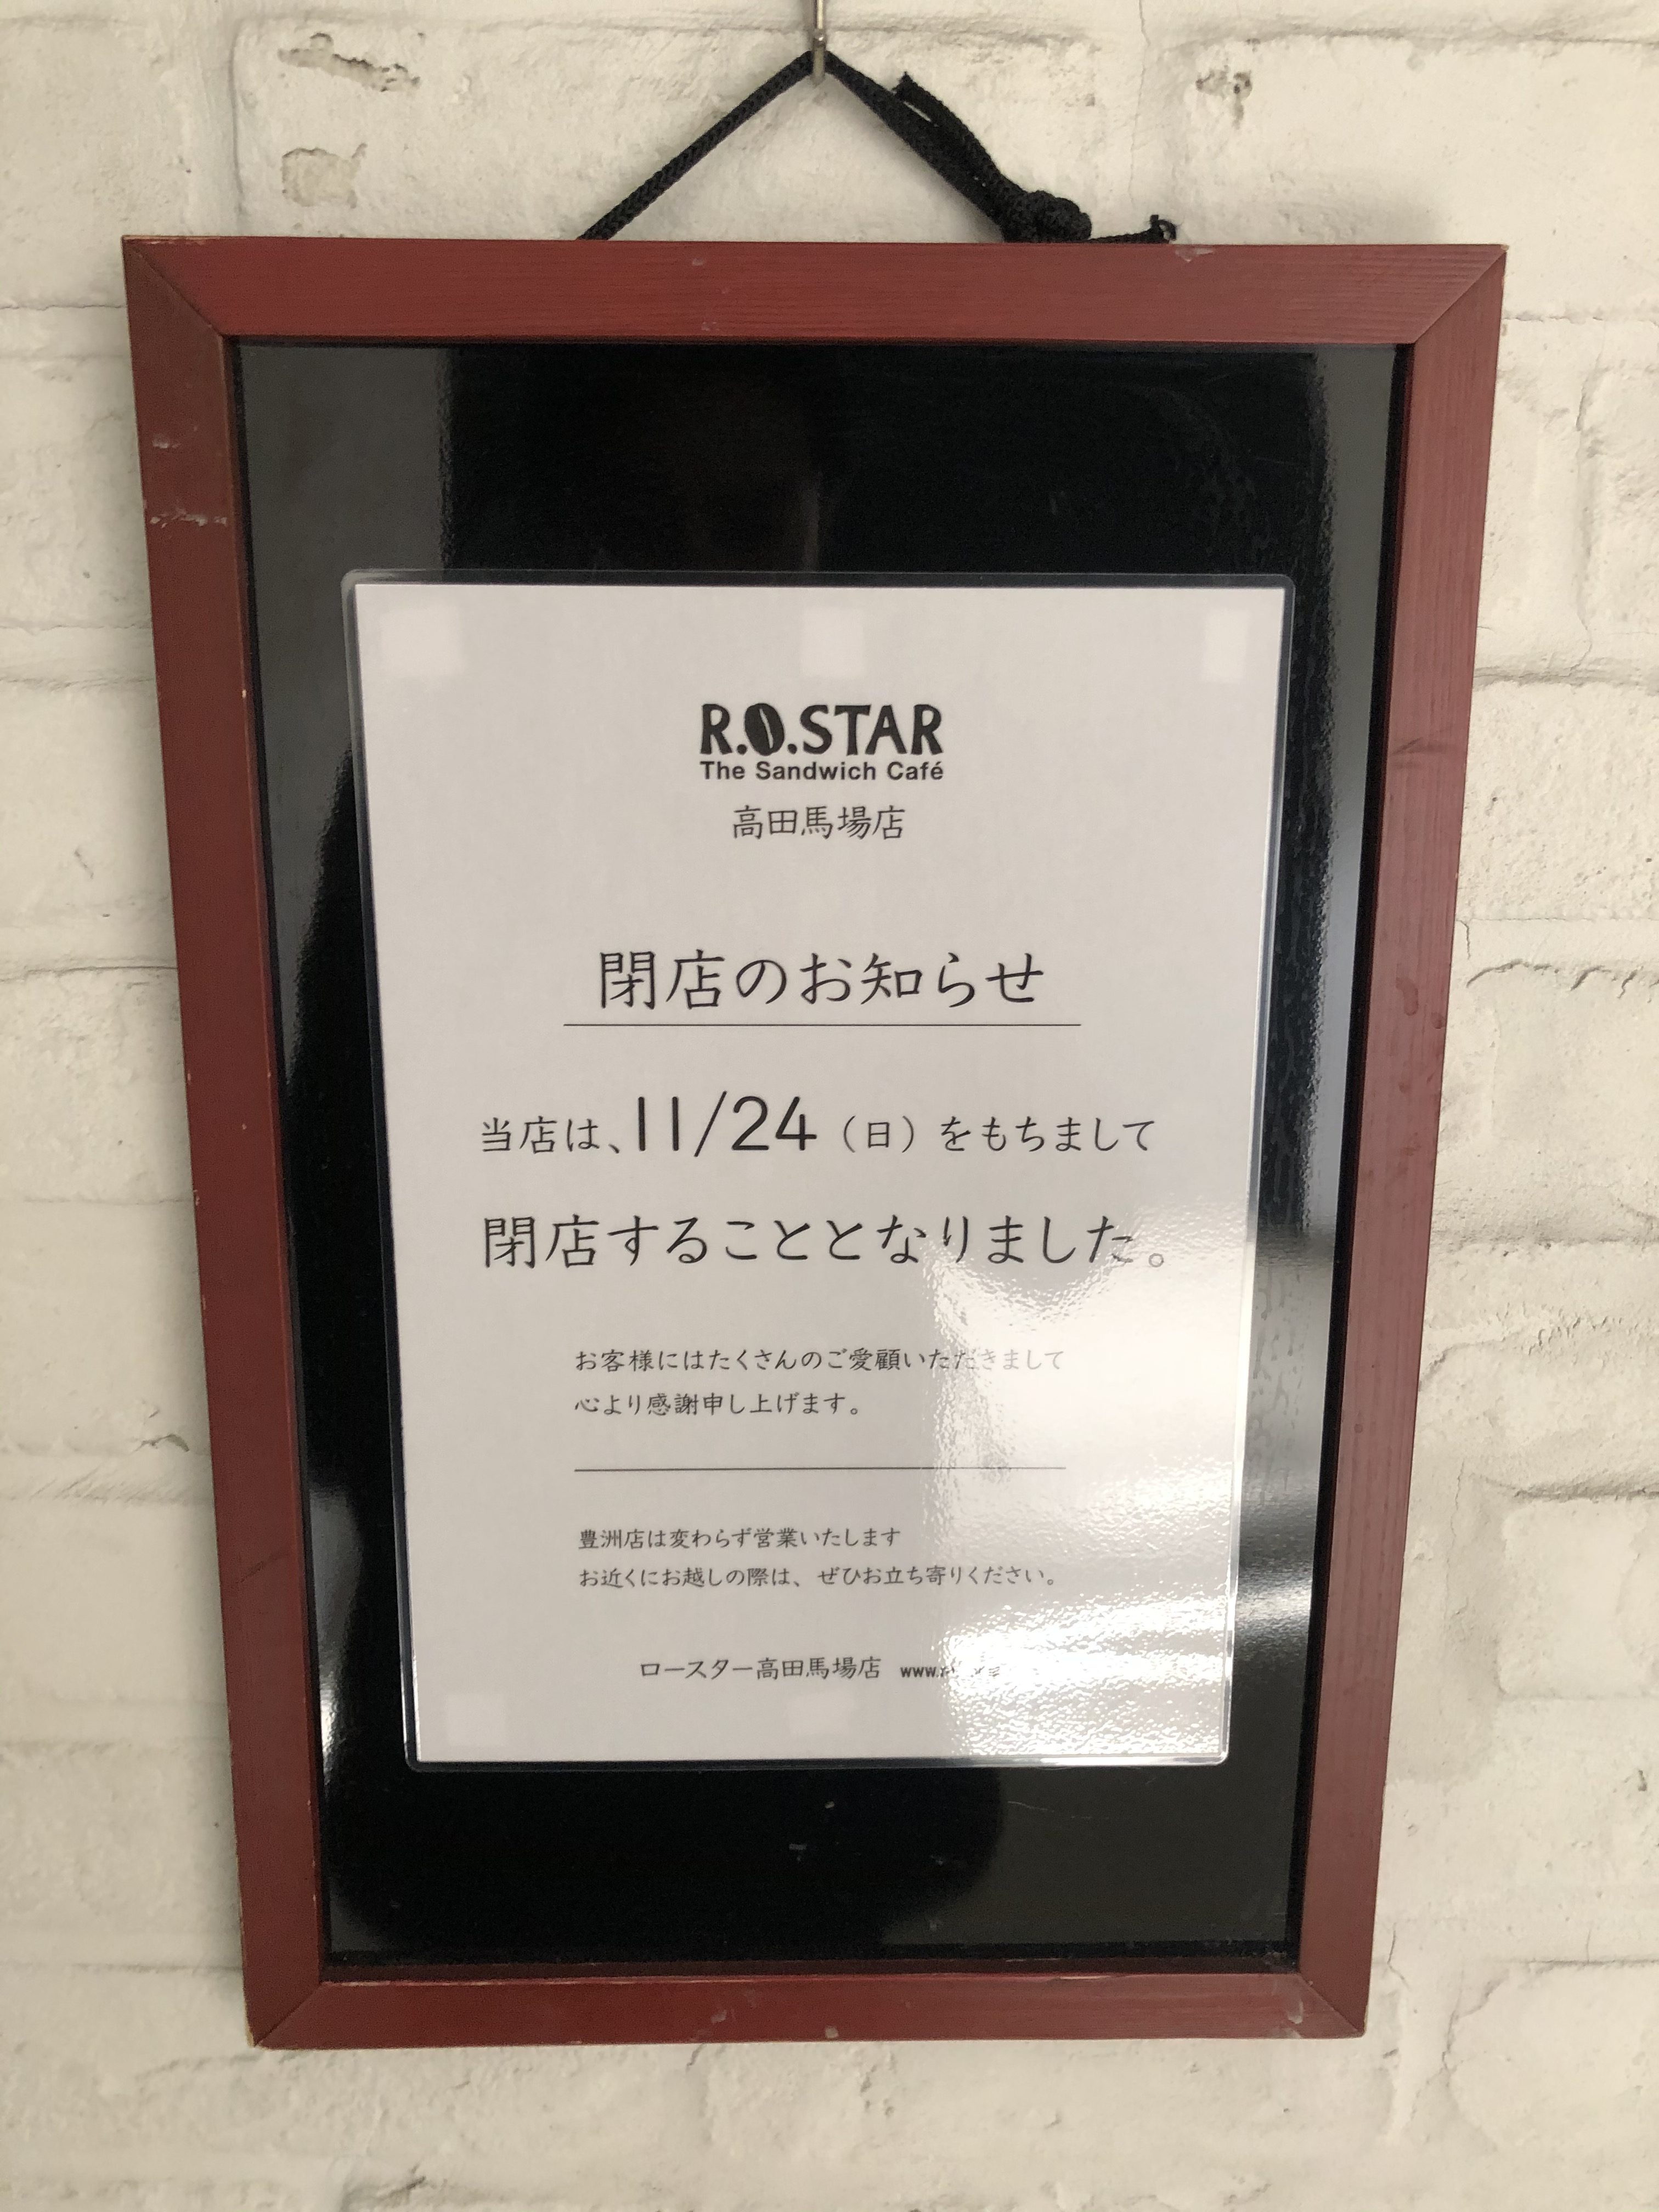 R.O.STAR
The Sandwich Café
高田馬場店
閉店のお知らせ
当店は、11/24（日）をもちまして
閉店することとなりました。
お客様にはたくさんのご愛顧いただきまして
心より感謝申し上げます。
豊洲店は変わらず営業いたします
お近くにお越しの際は、ぜひお立ち寄りください。
ロースター高田馬場店